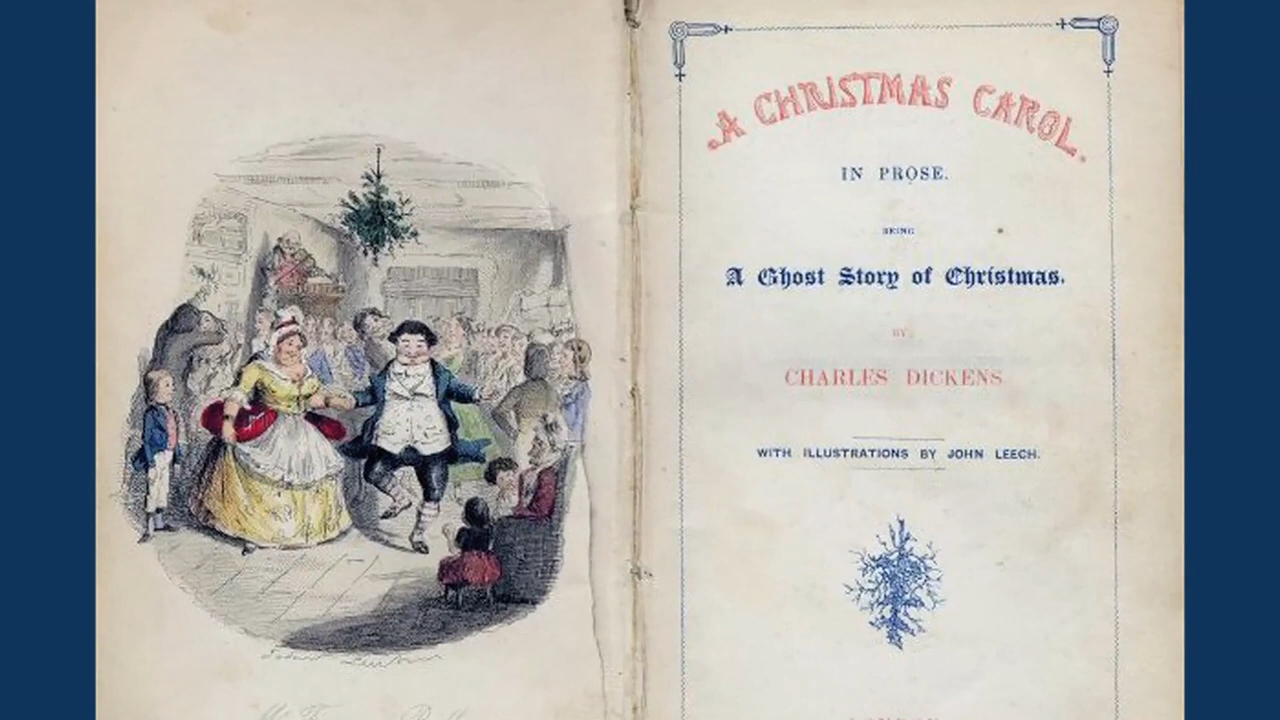 A CHRISTMAS CAROL.
IN PROSE.
BEING
A Ghost Story of Christmas.
BY
CHARLES DICKENS
WITH ILLUSTRATIONS BY JOHN LEECH.